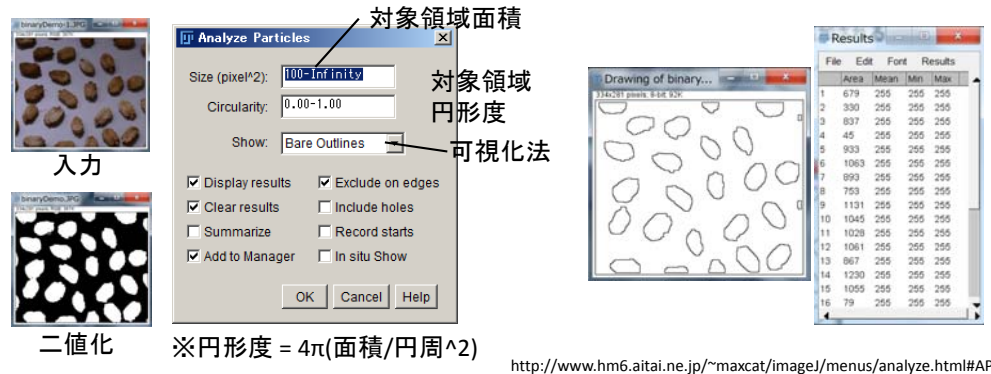 対象領域面積
binaryDemo1.JPG
入力
binaryDemo.JPG
二値化
Analyze Particles
Size (pixel^2): 100-Infinity
Circularity: 0.00-1.00
Show: Bare Outlines
Display results
Exclude on edges
Clear results
Include holes
Summarize
Record starts
Add to Manager
In situ Show
OK Cancel Help
対象領域
円形度
可視化法
※円形度 = 4π(面積/円周^2)
Drawing of binary...
334x281 pixels; 8-bit; 92K
Results
File Edit Font Results
Area Mean Min Max
1 679 255 255 255
2 330 255 255 255
3 837 255 255 255
4 45 255 255 255
5 933 255 255 255
6 1063 255 255 255
7 893 255 255 255
8 753 255 255 255
9 1131 255 255 255
10 1045 255 255 255
11 1028 255 255 255
12 1061 255 255 255
13 867 255 255 255
14 1230 255 255 255
15 1055 255 255 255
16 79 255 255 255
http://www.hm6.aitai.ne.jp/~maxcat/imageJ/menus/analyze.html#AP